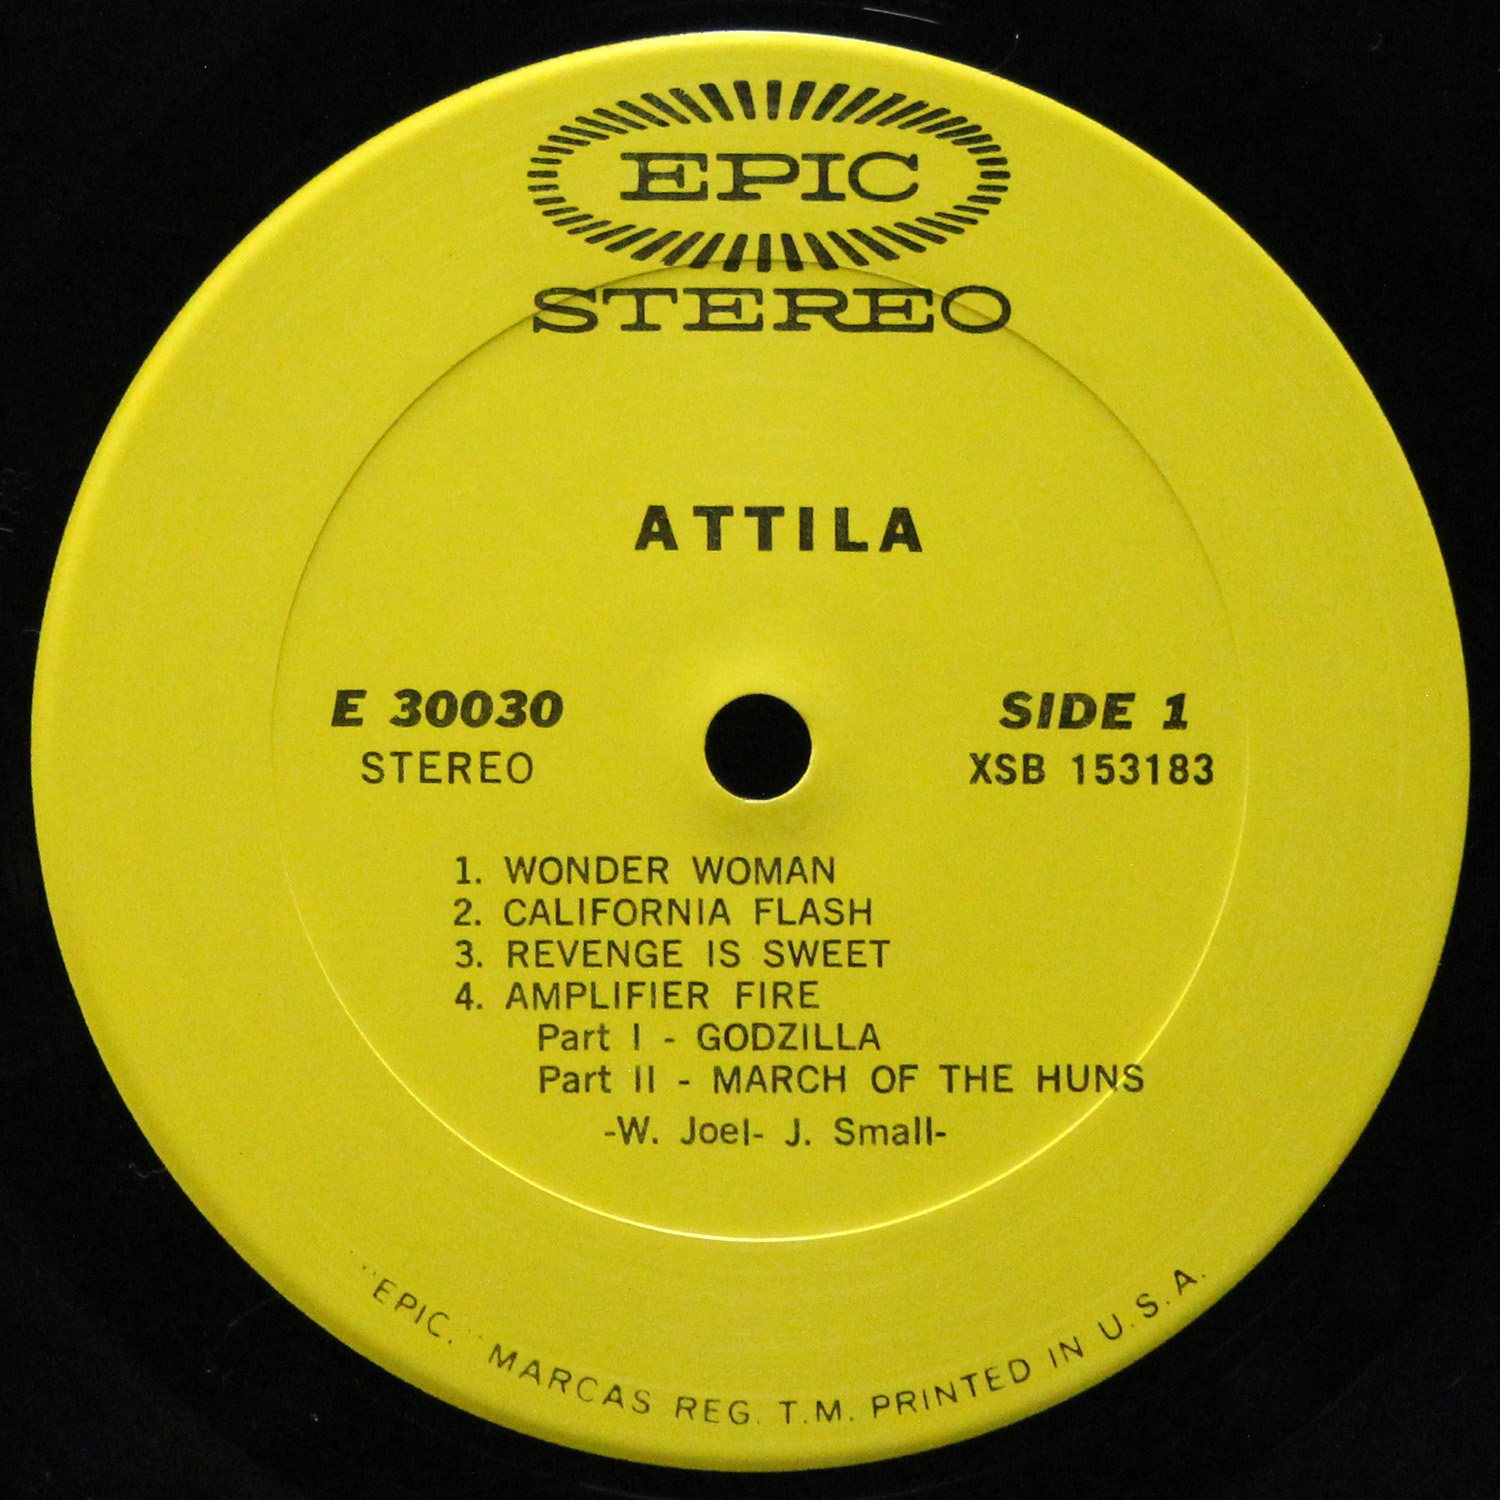 EPIC
STEREO
ATTILA
E 30030
STEREO
SIDE 1
XSB 153183
1. WONDER WOMAN
2. CALIFORNIA FLASH
3. REVENGE IS SWEET
4. AMPLIFIER FIRE
Part I - GODZILLA
Part II - MARCH OF THE HUNS
-W. Joel- J. Small-
"EPIC." MARCAS REG. T.M. PRINTED IN U.S.A.